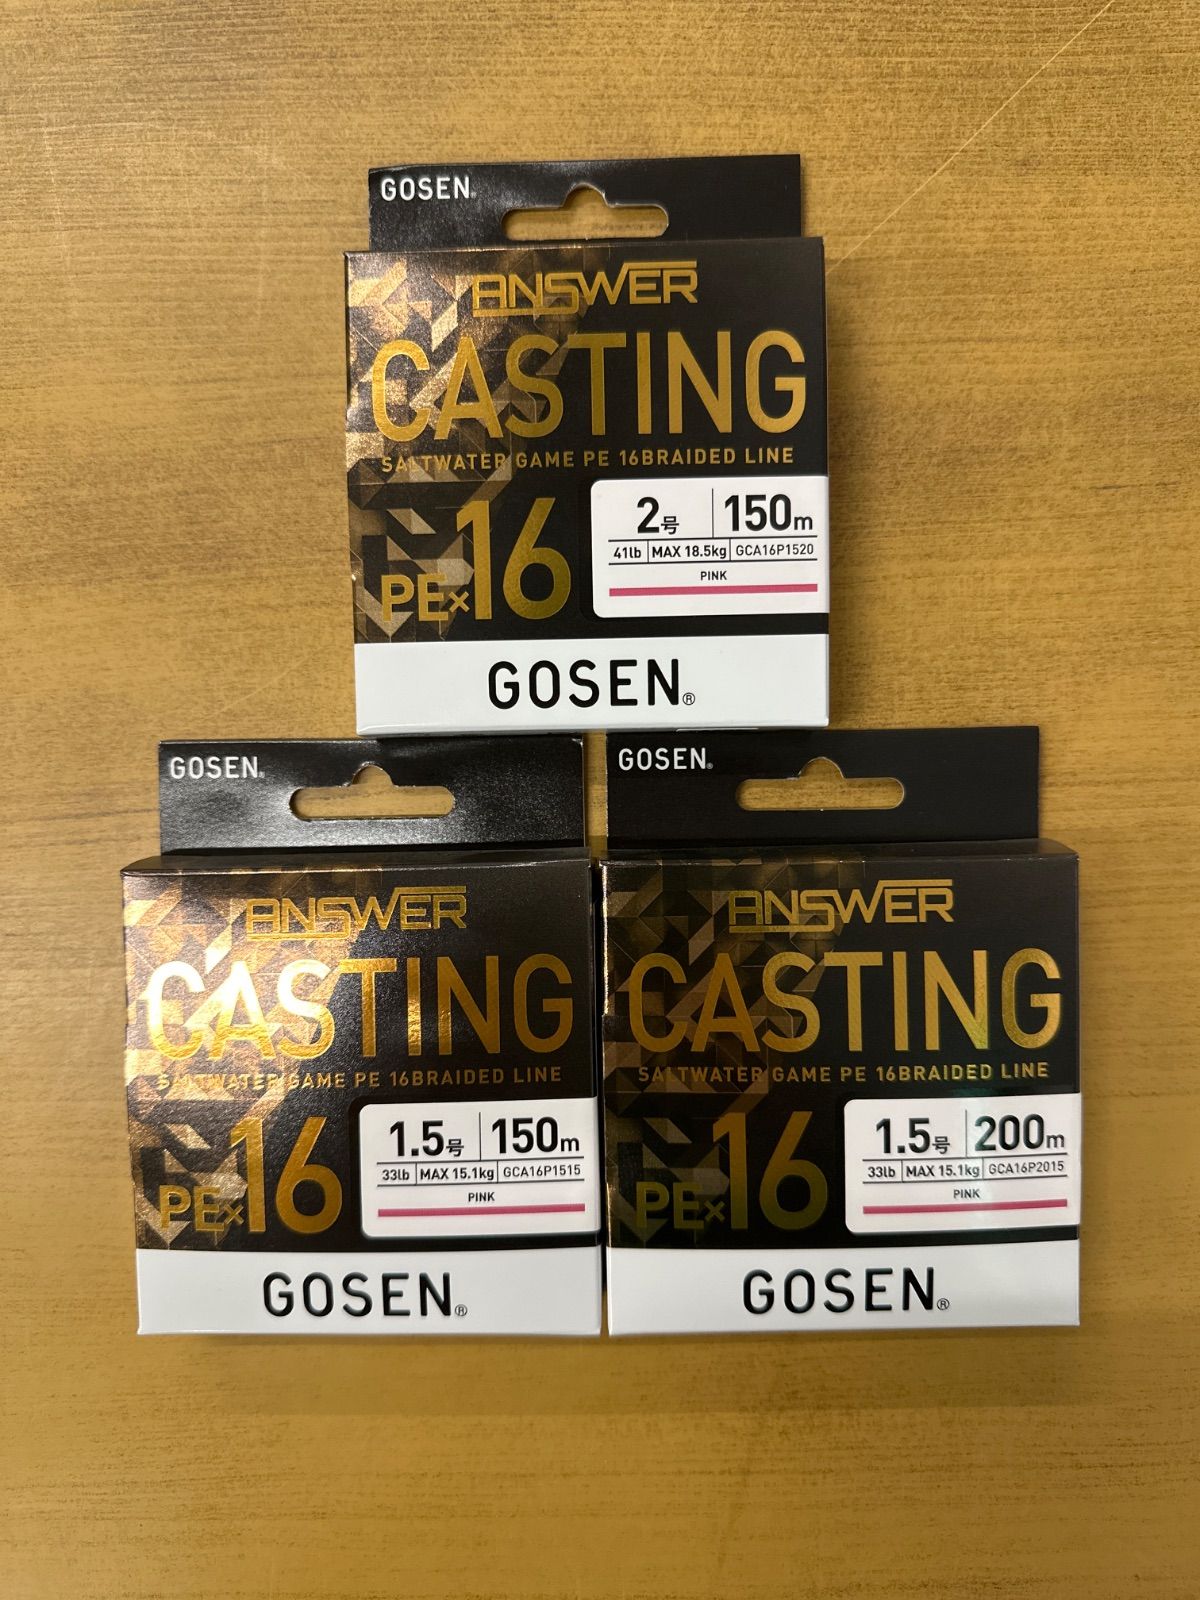 GOSEN®
ANSWER
CASTING
SALTWATER GAME PE 16BRAIDED LINE
PE×16
2号 150m
41lb MAX 18.5kg GCA16P1520
PINK
GOSEN®
GOSEN®
ANSWER
CASTING
SALTWATER GAME PE 16BRAIDED LINE
PE×16
1.5号 150m
33lb MAX 15.1kg GCA16P1515
PINK
GOSEN®
GOSEN®
ANSWER
CASTING
SALTWATER GAME PE 16BRAIDED LINE
PE×16
1.5号 200m
33lb MAX 15.1kg GCA16P2015
PINK
GOSEN®